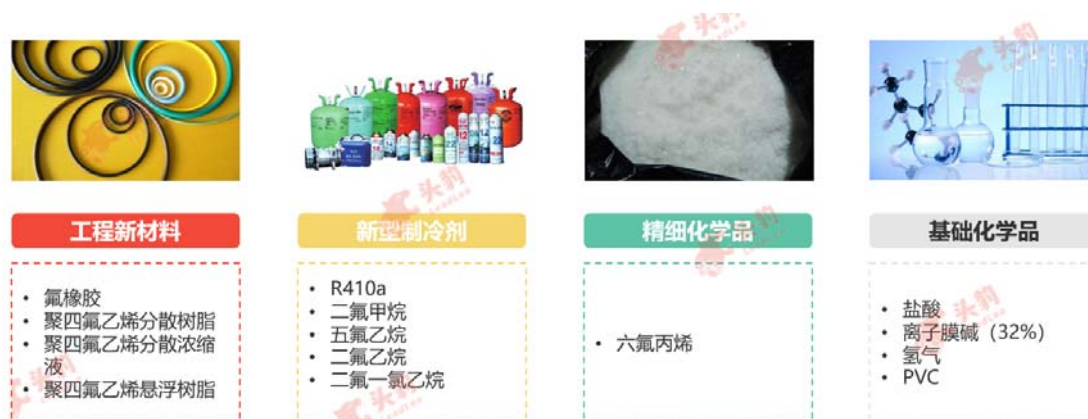 工程新材料
• 氟橡胶
• 聚四氟乙烯分散树脂
• 聚四氟乙烯分散浓缩
液
• 聚四氟乙烯悬浮树脂
新型制冷剂
• R410a
• 二氟甲烷
• 五氟乙烷
• 二氟乙烷
• 二氟一氯乙烷
精细化学品
• 六氟丙烯
基础化学品
• 盐酸
• 离子膜碱（32%）
• 氢气
• PVC
头豹
LeadLeo